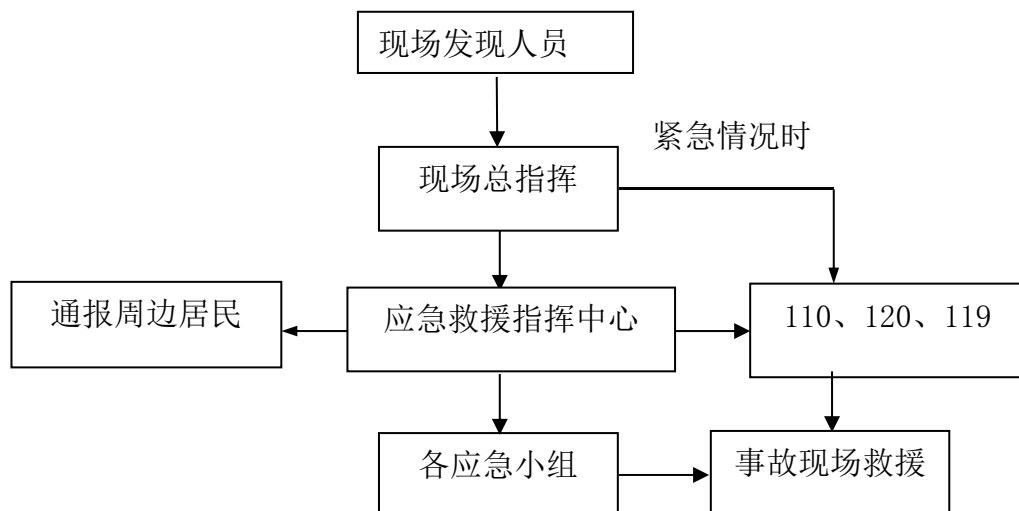 现场发现人员
紧急情况时
现场总指挥
通报周边居民
应急救援指挥中心
110、120、119
各应急小组
事故现场救援